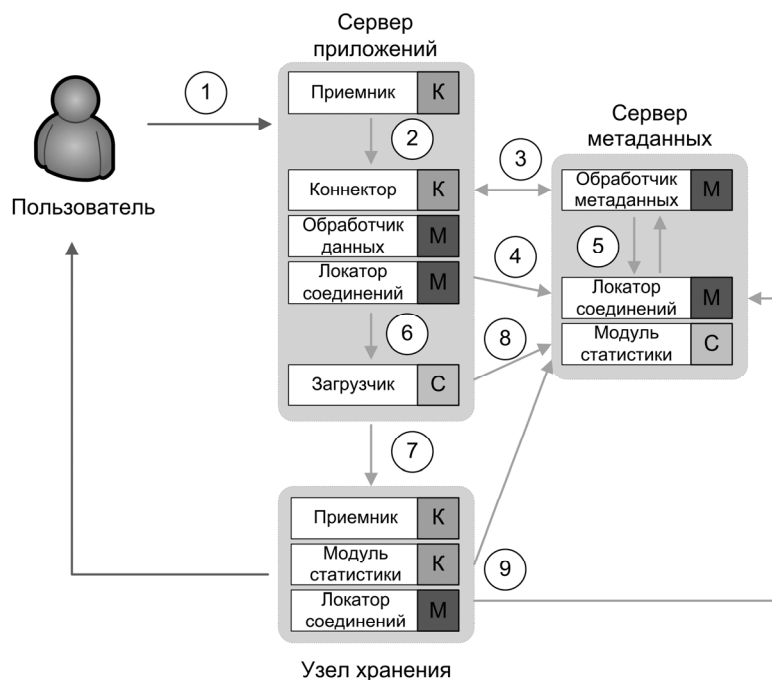 Сервер
приложений
1
Приемник К
2
Сервер
метаданных
3
Коннектор К
Обработчик
метаданных М
Пользователь
Обработчик
данных М
4
5
Локатор
соединений М
Локатор
соединений М
6
8
Модуль
статистики С
Загрузчик С
7
Приемник К
Модуль
статистики К
9
Локатор
соединений М
Узел хранения